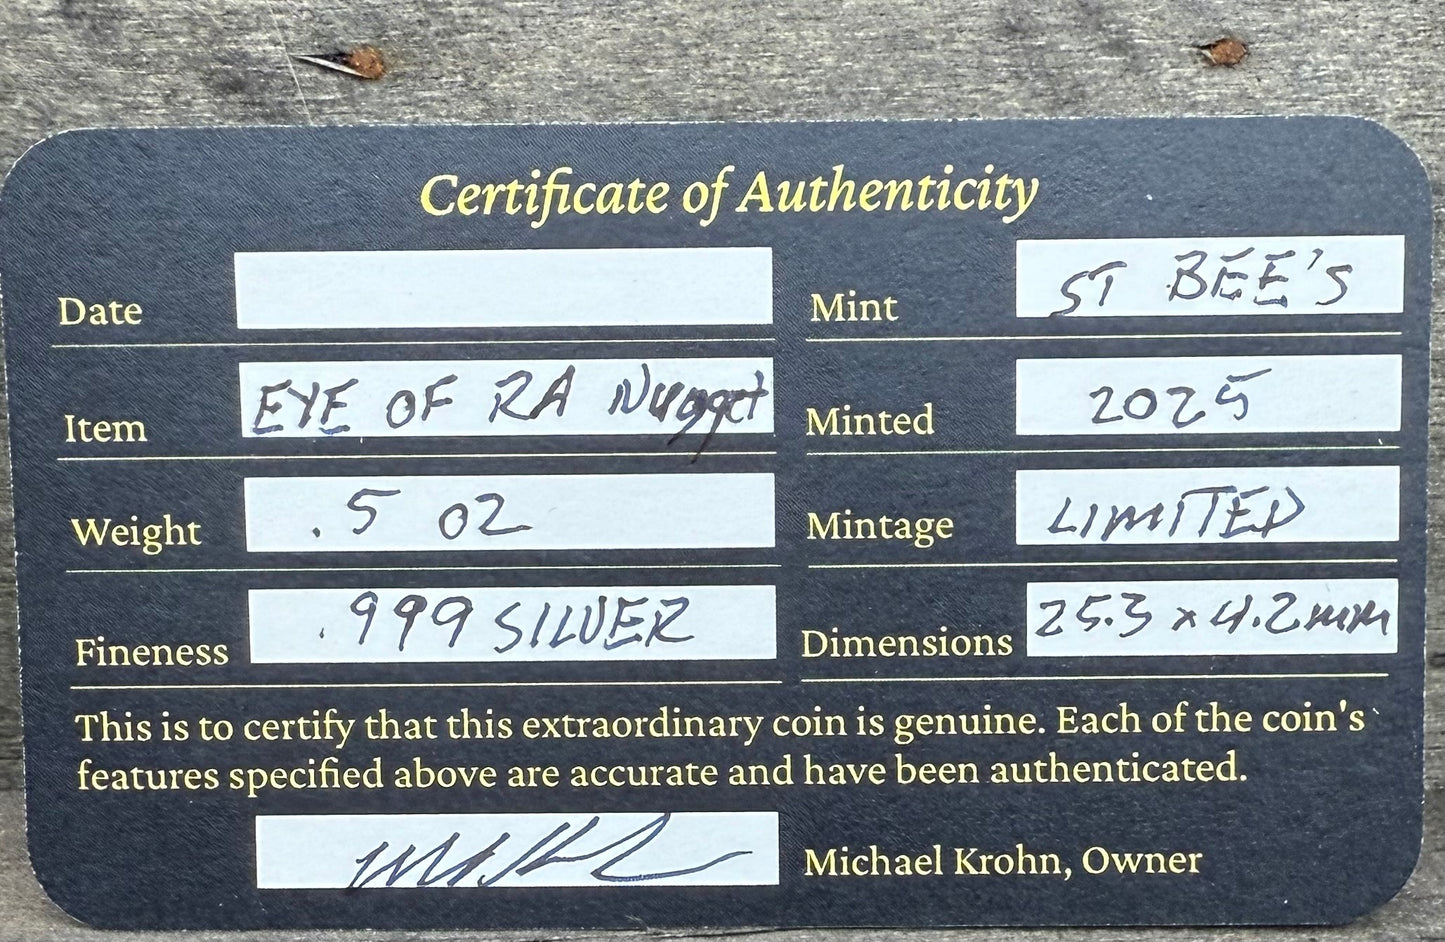 Certificate of Authenticity
Date
Mint ST BEE'S
Item EYE OF RA Nugget
Minted 2025
Weight .5 OZ
Mintage LIMITED
Fineness .999 SILVER
Dimensions 25.3 x 4.2mm
This is to certify that this extraordinary coin is genuine. Each of the coin's
features specified above are accurate and have been authenticated.
Michael Krohn, Owner